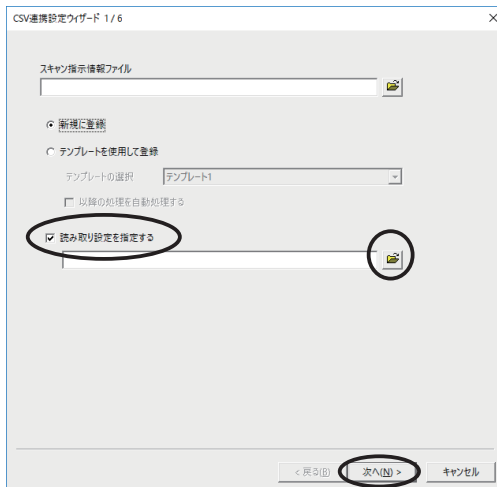 CSV連携設定ウィザード 1 / 6
スキャン指示情報ファイル
新規に登録
テンプレートを使用して登録
テンプレートの選択 テンプレート1
以降の処理を自動処理する
読み取り設定を指定する
< 戻る(B) 次へ(N) > キャンセル